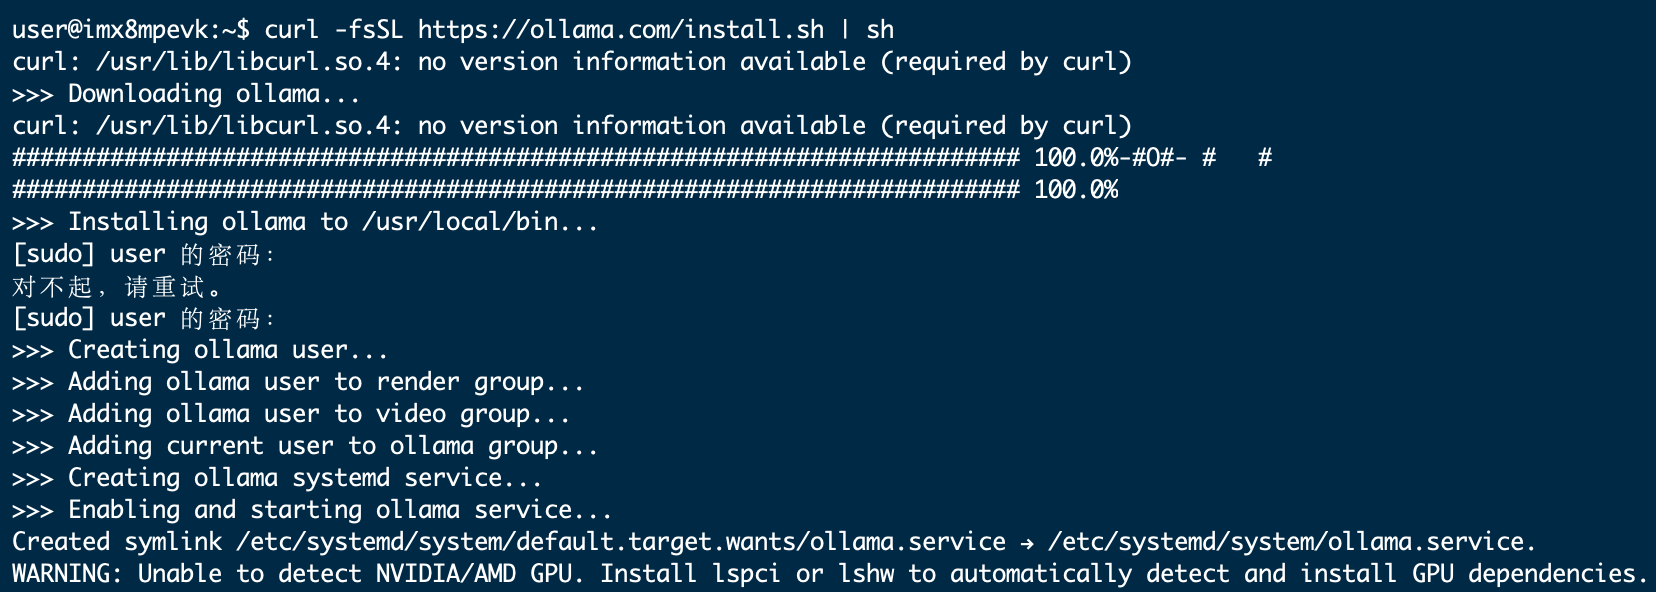 user@imx8mpevk:~$ curl -fsSL https://ollama.com/install.sh | sh
curl: /usr/lib/libcurl.so.4: no version information available (required by curl)
>>> Downloading ollama...
curl: /usr/lib/libcurl.so.4: no version information available (required by curl)
######################################################################## 100.0%-#O#- #   #
######################################################################## 100.0%
>>> Installing ollama to /usr/local/bin...
[sudo] user 的密码：
对不起，请重试。
[sudo] user 的密码：
>>> Creating ollama user...
>>> Adding ollama user to render group...
>>> Adding ollama user to video group...
>>> Adding current user to ollama group...
>>> Creating ollama systemd service...
>>> Enabling and starting ollama service...
Created symlink /etc/systemd/system/default.target.wants/ollama.service → /etc/systemd/system/ollama.service.
WARNING: Unable to detect NVIDIA/AMD GPU. Install lspci or lshw to automatically detect and install GPU dependencies.